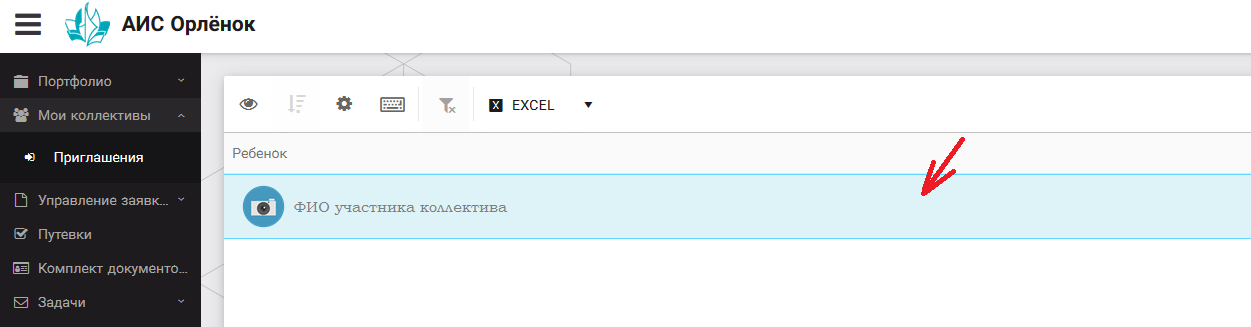 АИС Орлёнок
Портфолио
Мои коллективы
Приглашения
Управление заявк...
Путевки
Комплект документо...
Задачи
X EXCEL
Ребенок
ФИО участника коллектива